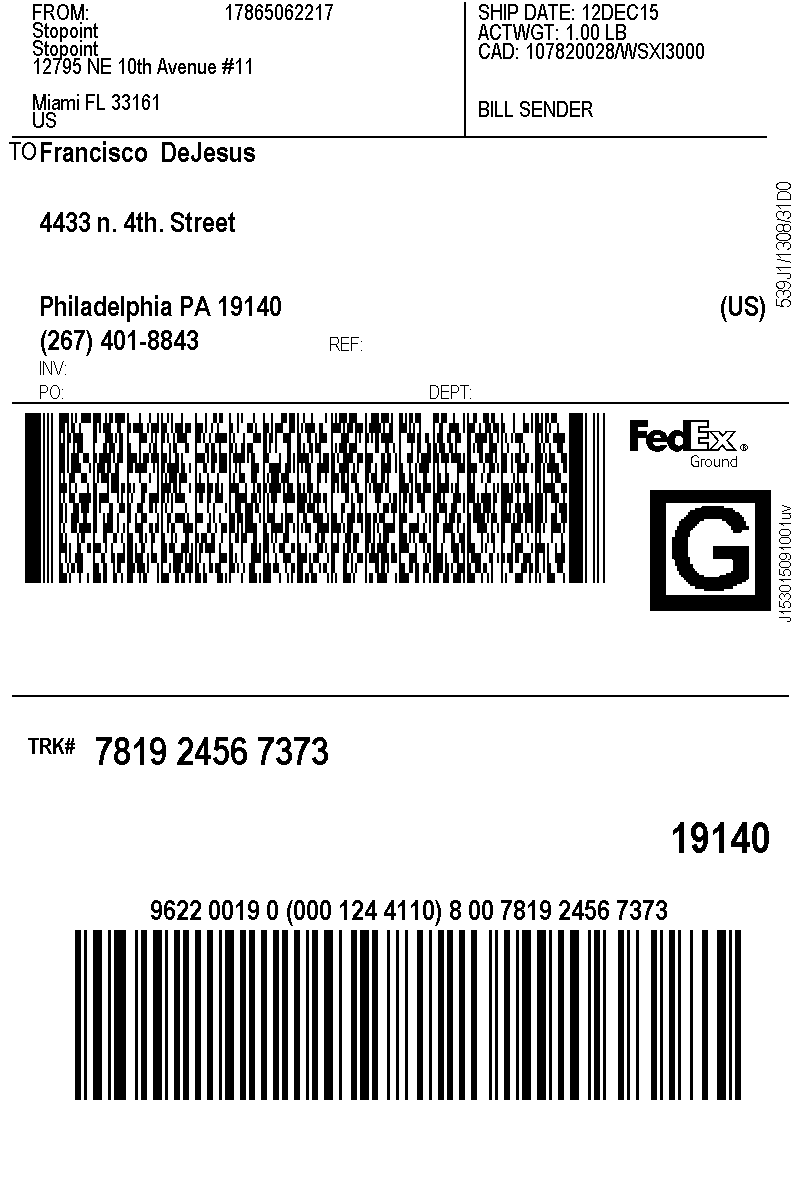 FROM: 17865062217
Stopoint
Stopoint
12795 NE 10th Avenue #11
Miami FL 33161
US
SHIP DATE: 12DEC15
ACTWGT: 1.00 LB
CAD: 107820028/WSXI3000
BILL SENDER
TO Francisco DeJesus
4433 n. 4th. Street
Philadelphia PA 19140 (US)
(267) 401-8843 REF:
INV:
PO: DEPT:
539J1/1308/31D0
FedEx®
Ground
G
J153015091001uv
TRK# 7819 2456 7373
19140
9622 0019 0 (000 124 4110) 8 00 7819 2456 7373